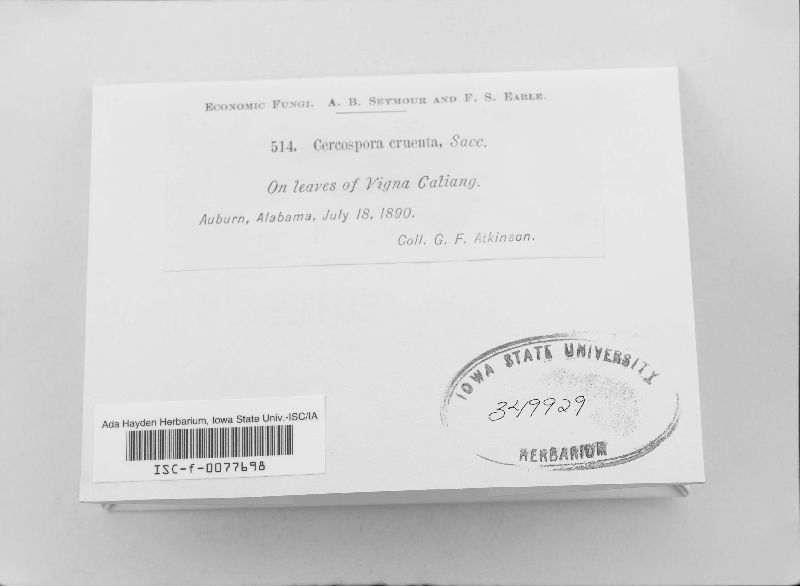 Economic Fungi. A. B. Seymour and F. S. Earle.
514. Cercospora cruenta, Sacc.
On leaves of Vigna Catiang.
Auburn, Alabama, July 18, 1890.
Coll. G. F. Atkinson.
IOWA STATE UNIVERSITY
349929
HERBARIUM
Ada Hayden Herbarium, Iowa State Univ.-ISC/IA
ISC-f-0077698